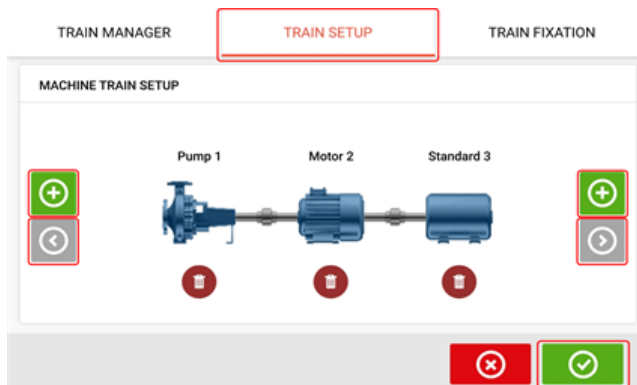 TRAIN MANAGER TRAIN SETUP TRAIN FIXATION
MACHINE TRAIN SETUP
Pump 1 Motor 2 Standard 3